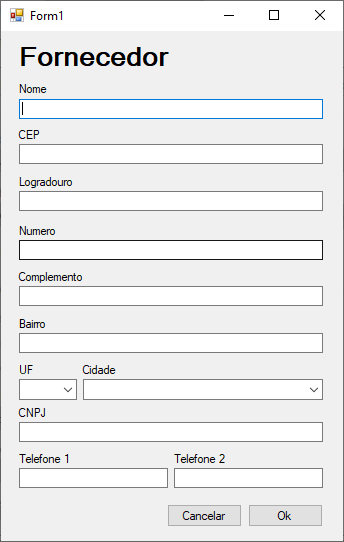 Form1
Fornecedor
Nome
CEP
Logradouro
Numero
Complemento
Bairro
UF Cidade
CNPJ
Telefone 1 Telefone 2
Cancelar Ok